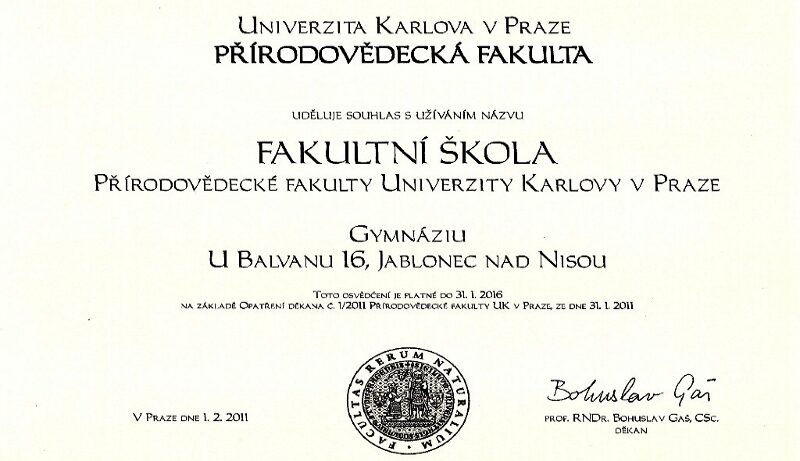 Univerzita Karlova v Praze
PŘÍRODOVĚDECKÁ FAKULTA
uděluje souhlas s užíváním názvu
FAKULTNÍ ŠKOLA
Přírodovědecké fakulty Univerzity Karlovy v Praze
Gymnáziu
U Balvanu 16, Jablonec nad Nisou
Toto osvědčení je platné do 31. 1. 2016
na základě Opatření děkana č. 1/2011 Přírodovědecké fakulty UK v Praze, ze dne 31. 1. 2011
FACULTAS RERUM NATURALIUM
Bohuslav Gaš
V Praze dne 1. 2. 2011
prof. RNDr. Bohuslav Gaš, CSc.
děkan